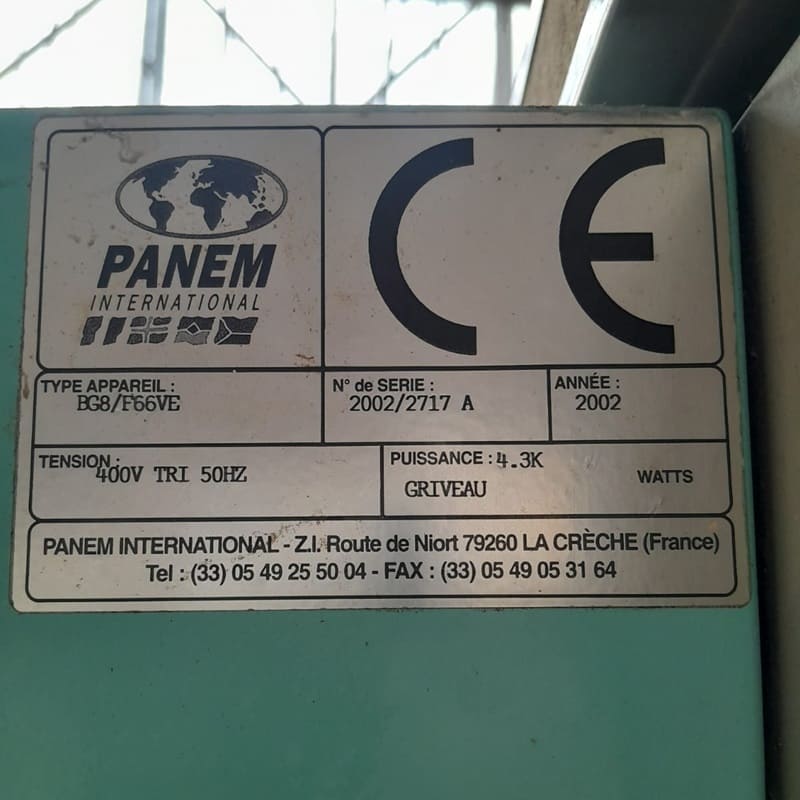 PANEM
INTERNATIONAL
CE
TYPE APPAREIL :
BG8/F66VE
N° de SERIE :
2002/2717 A
ANNÉE :
2002
TENSION :
400V TRI 50HZ
PUISSANCE : 4.3K
GRIVEAU
WATTS
PANEM INTERNATIONAL - Z.I. Route de Niort 79260 LA CRÈCHE (France)
Tel : (33) 05 49 25 50 04 - FAX : (33) 05 49 05 31 64